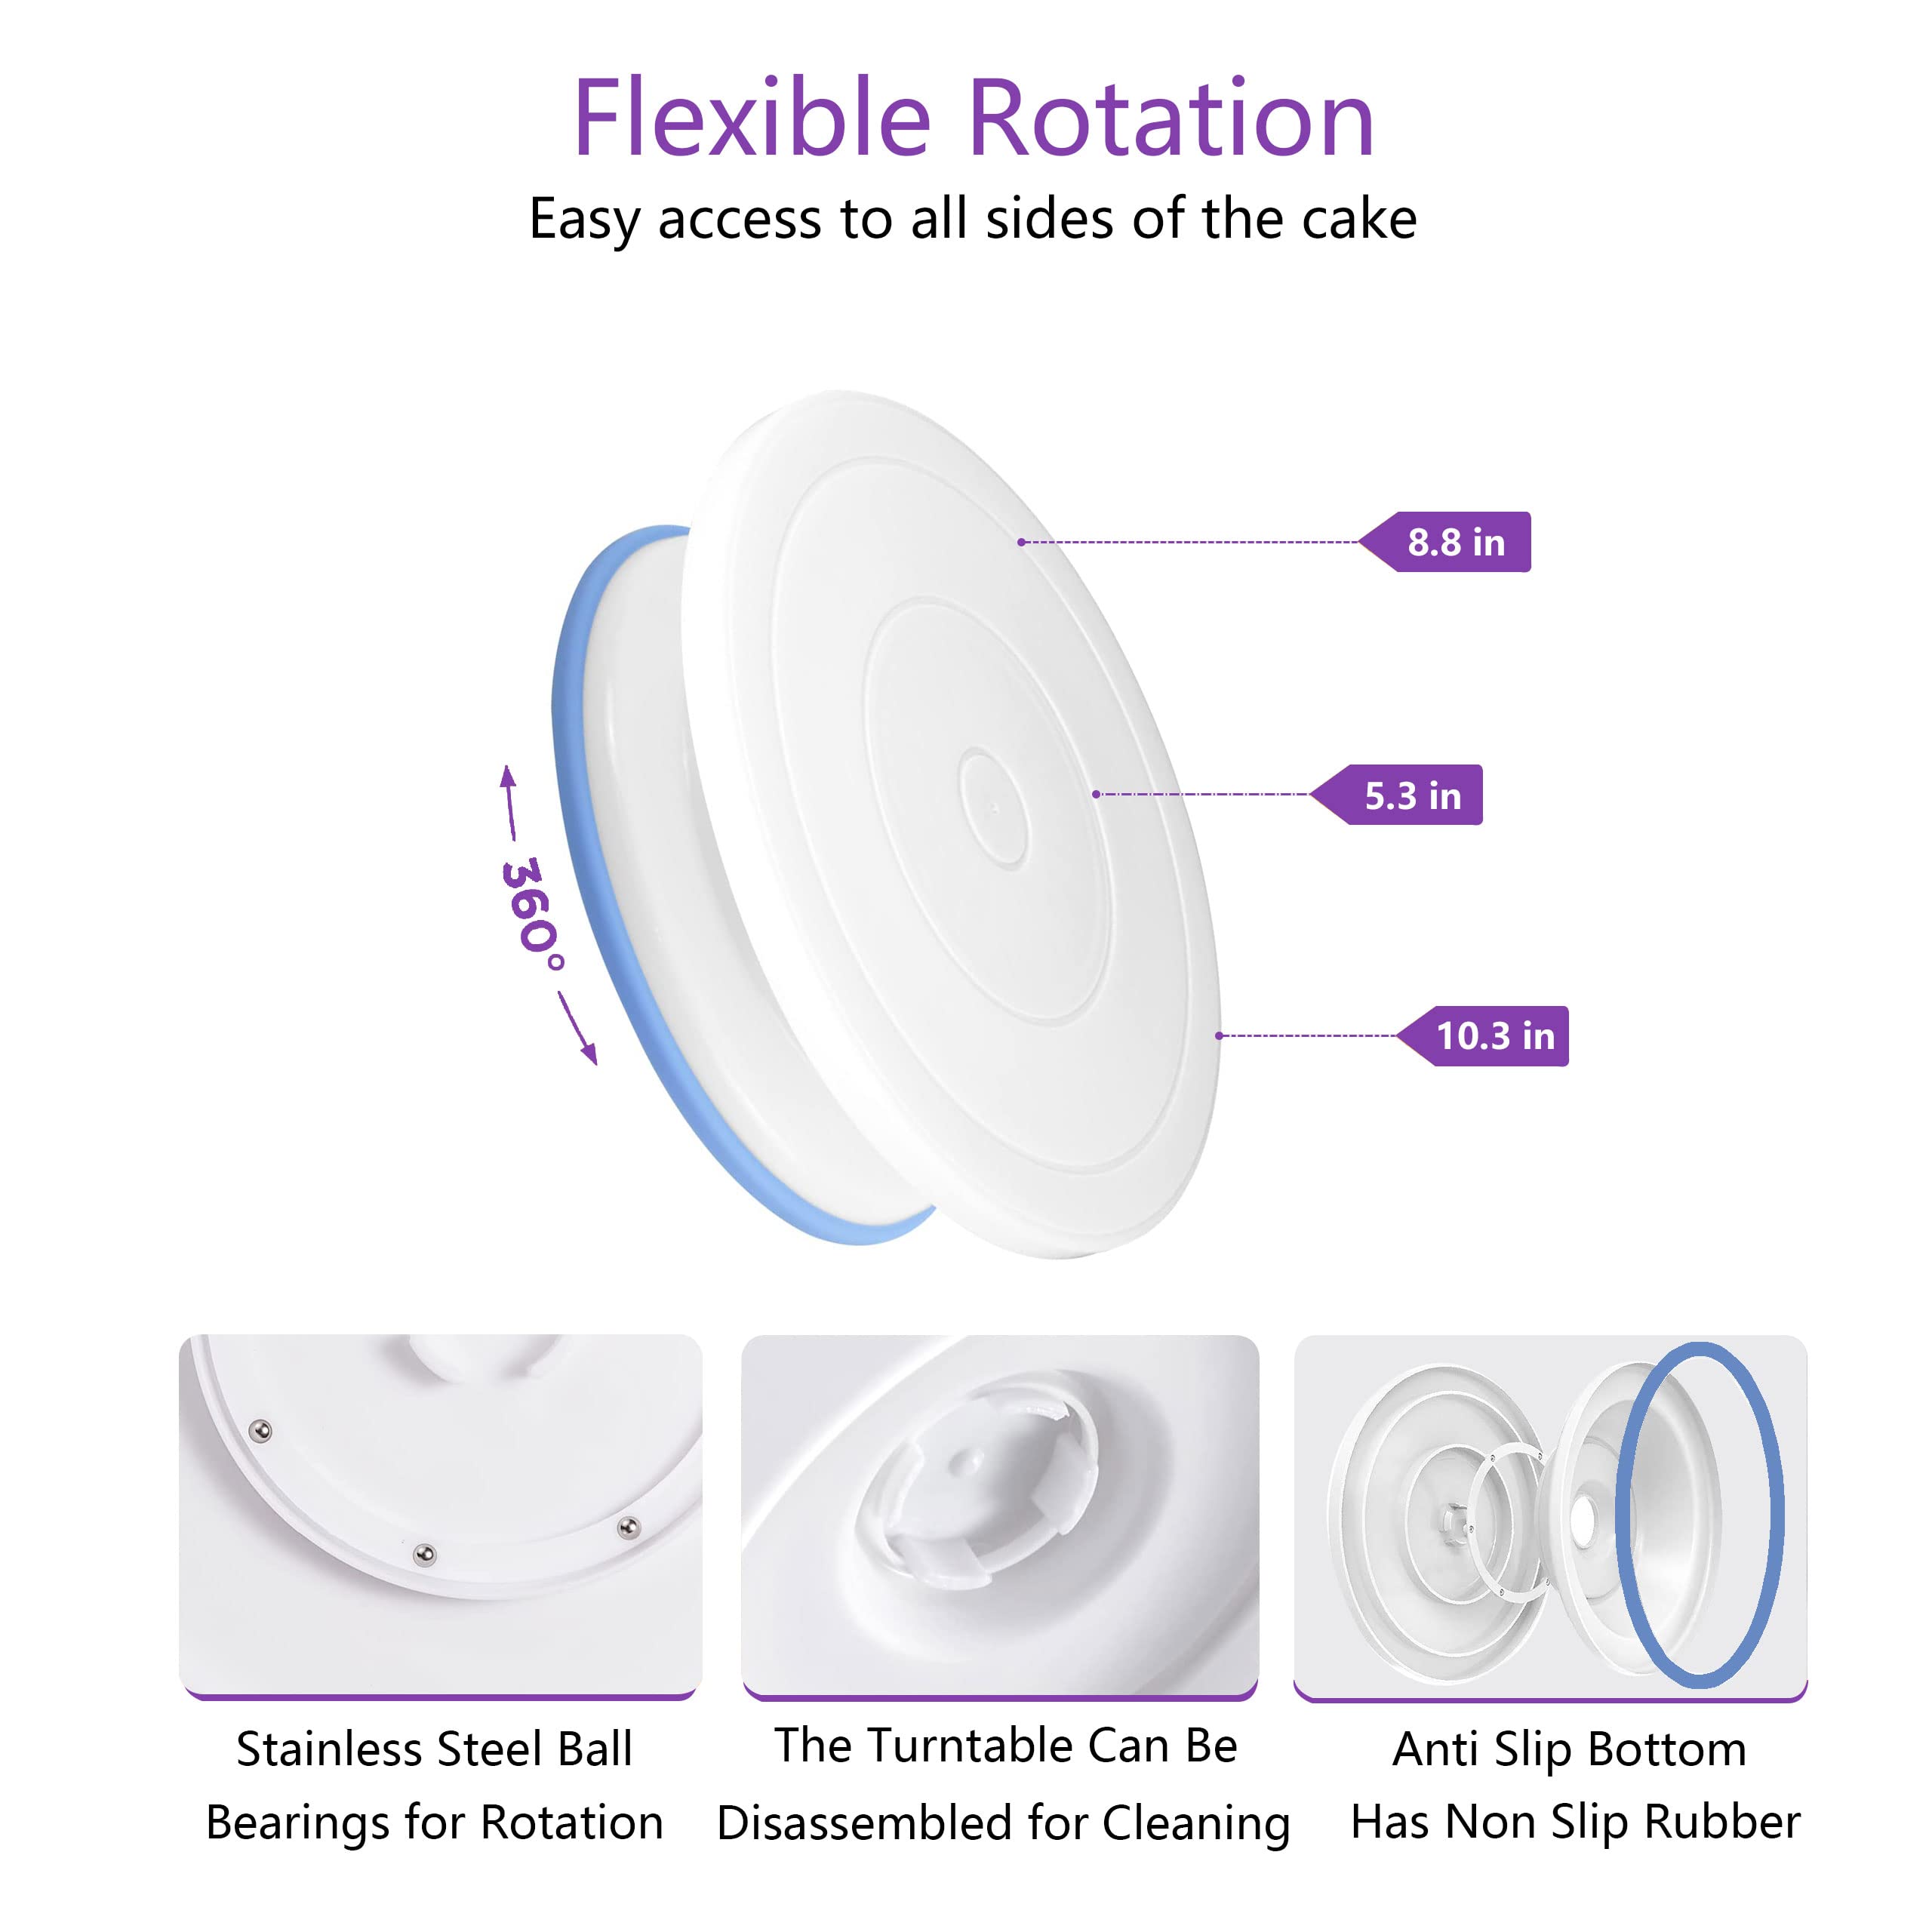 Flexible Rotation
Easy access to all sides of the cake
8.8 in
5.3 in
360°
10.3 in
Stainless Steel Ball
Bearings for Rotation
The Turntable Can Be
Disassembled for Cleaning
Anti Slip Bottom
Has Non Slip Rubber